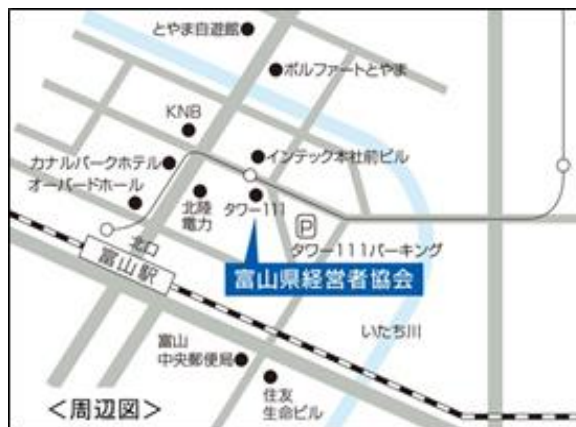 とやま自遊館
ボルファートとやま
KNB
カナルパークホテル
インテック本社前ビル
オーバードホール
北陸
電力
タワー111
P
タワー111パーキング
北口
富山駅
富山県経営者協会
いたち川
富山
中央郵便局
住友
生命ビル
＜周辺図＞